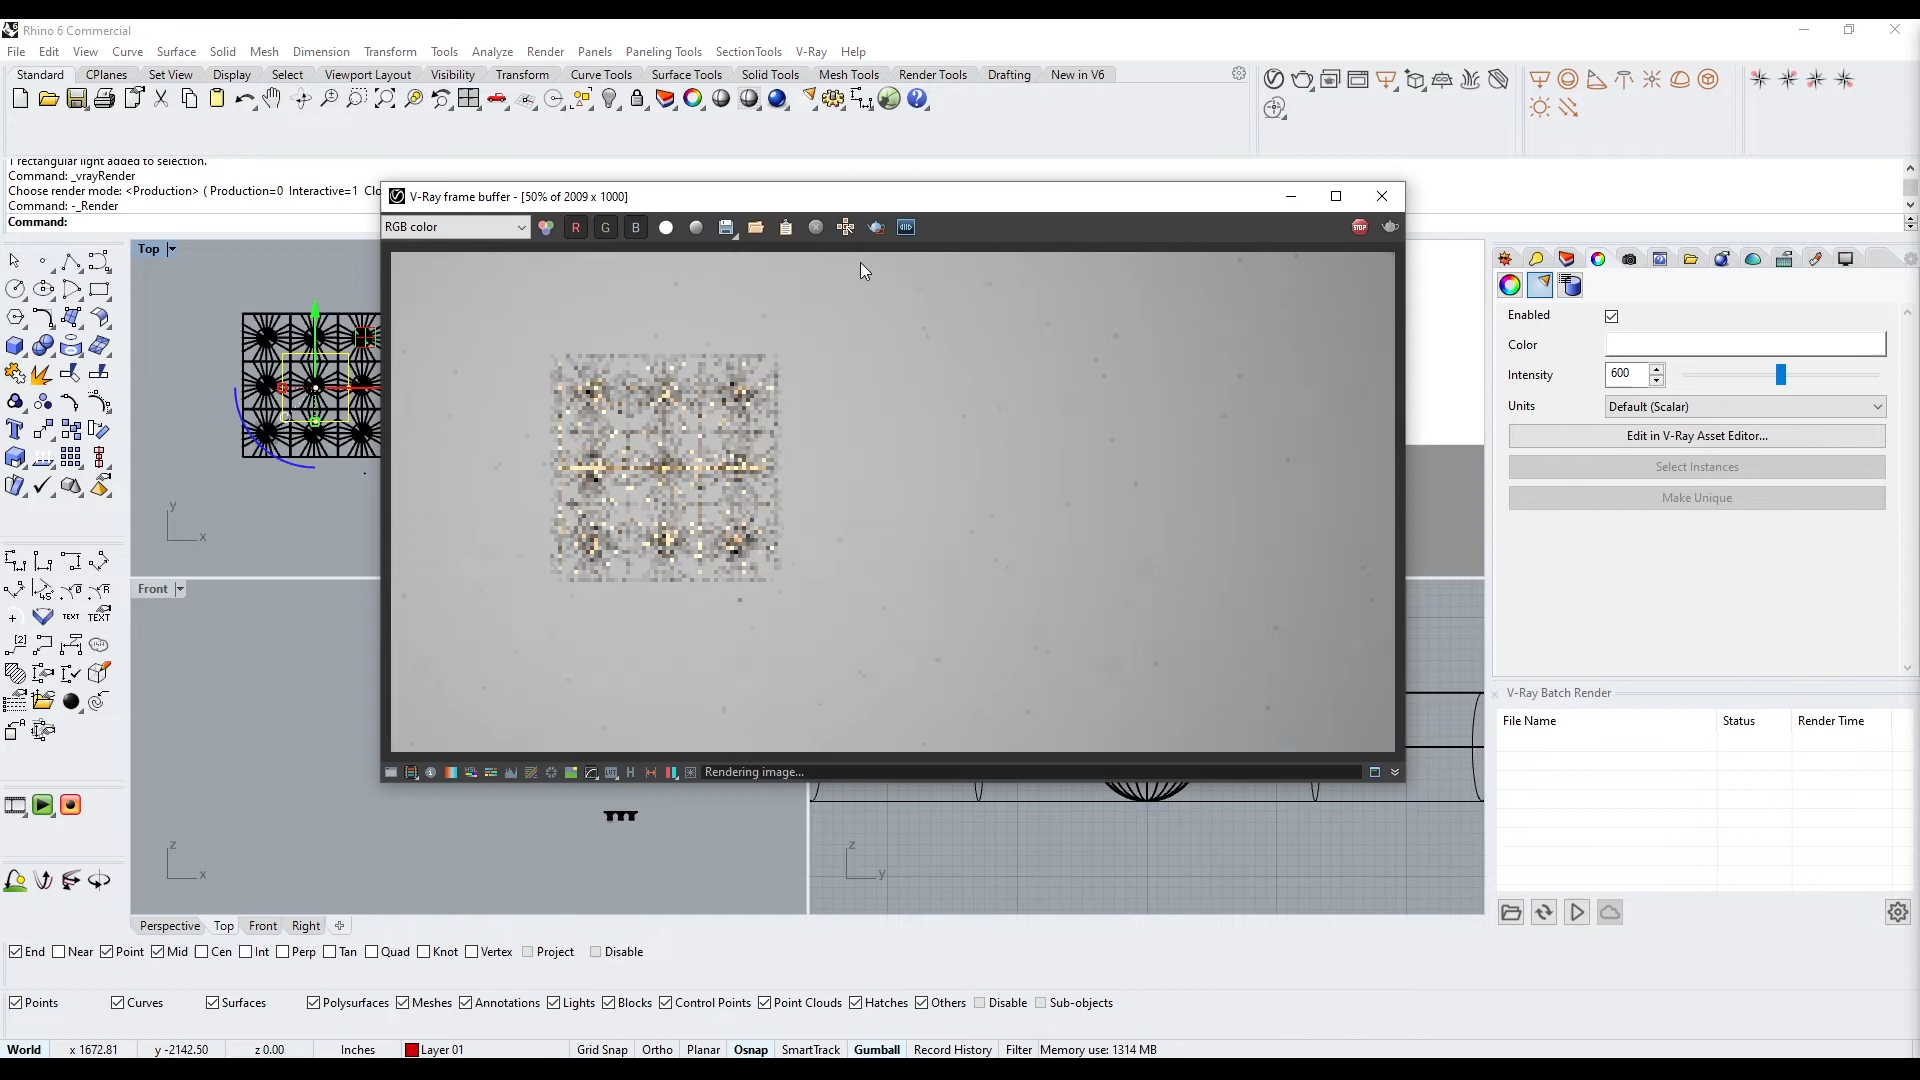 Rhino 6 Commercial
File Edit View Curve Surface Solid Mesh Dimension Transform Tools Analyze Render Panels Paneling Tools SectionTools V-Ray Help
Standard CPlanes Set View Display Select Viewport Layout Visibility Transform Curve Tools Surface Tools Solid Tools Mesh Tools Render Tools Drafting New in V6
1 rectangular light added to selection.
Command: _vrayRender
Choose render mode: <Production> ( Production=0 Interactive=1 Clo
Command: -_Render
Command:
V-Ray frame buffer - [50% of 2009 x 1000]
RGB color R G B STOP
Top
Enabled
Color
Intensity 600
Units Default (Scalar)
Edit in V-Ray Asset Editor...
Select Instances
Make Unique
y
x
Front
V-Ray Batch Render
File Name Status Render Time
TEXT TEXT
HSL LUT H Rendering image...
z
x
z
y
Perspective Top Front Right
End Near Point Mid Cen Int Perp Tan Quad Knot Vertex Project Disable
Points Curves Surfaces Polysurfaces Meshes Annotations Lights Blocks Control Points Point Clouds Hatches Others Disable Sub-objects
World x 1672.81 y -2142.50 z 0.00 Inches Layer 01 Grid Snap Ortho Planar Osnap SmartTrack Gumball Record History Filter Memory use: 1314 MB